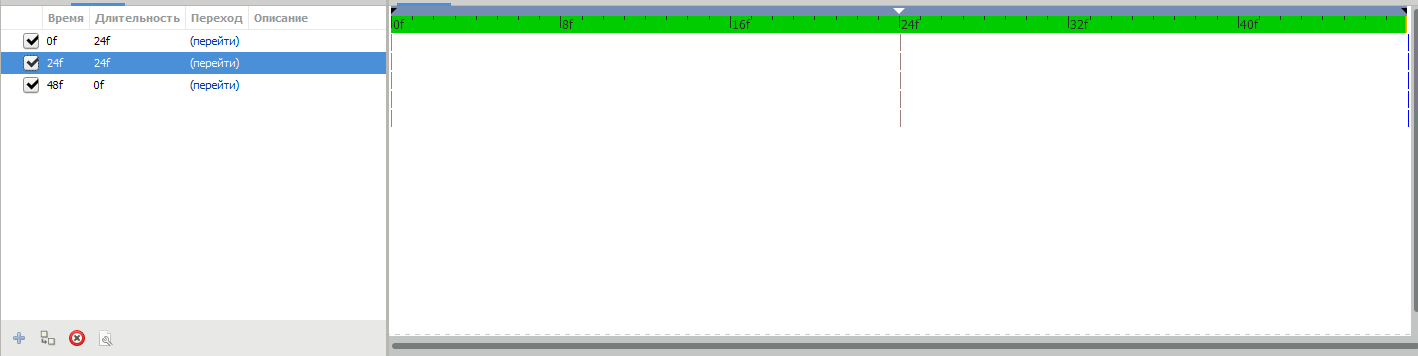 Время Длительность Переход Описание
0f 24f (перейти)
24f 24f (перейти)
48f 0f (перейти)
0f 8f 16f 24f 32f 40f